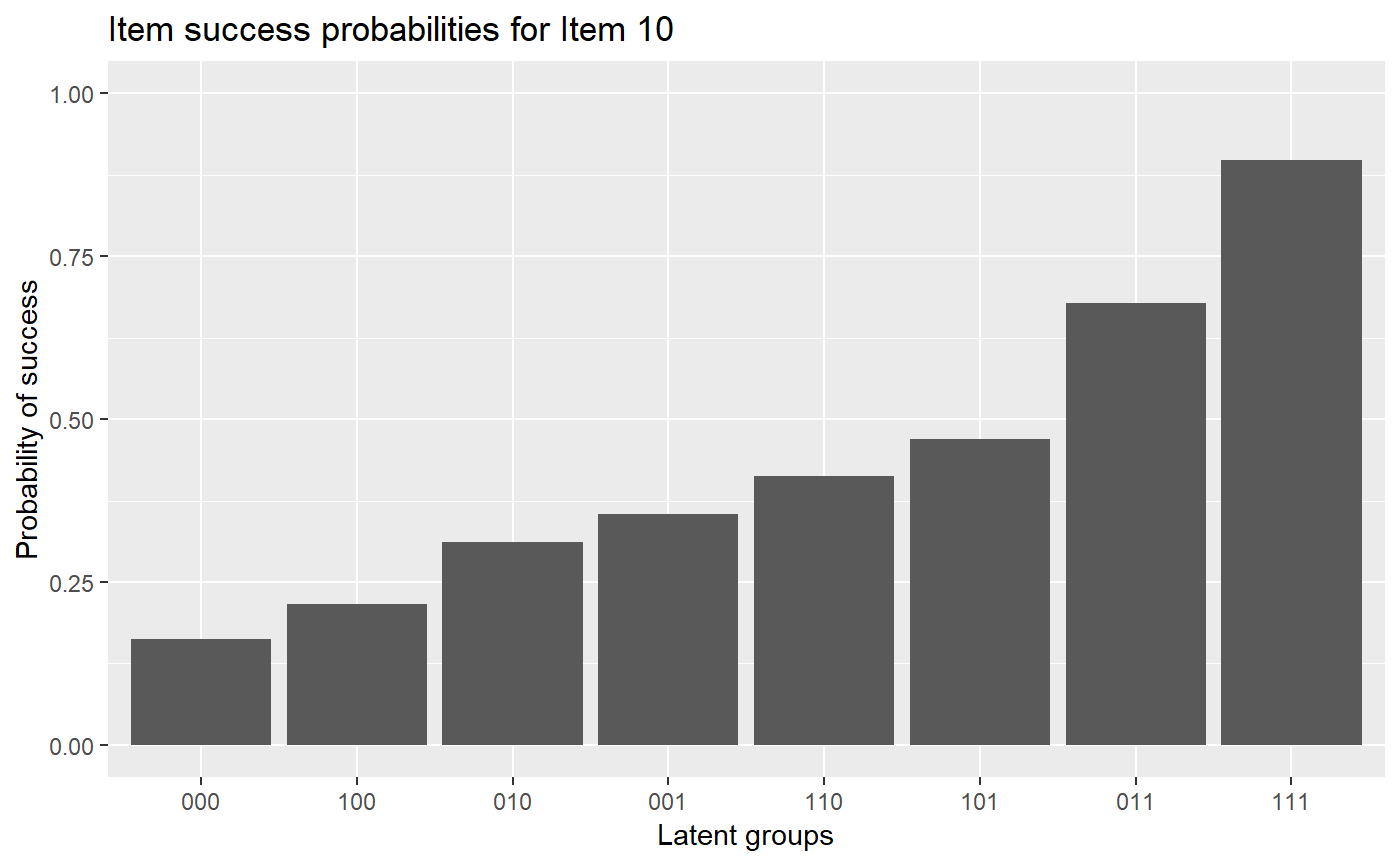 Item success probabilities for Item 10
Probability of success
1.00
0.75
0.50
0.25
0.00
000 100 010 001 110 101 011 111
Latent groups